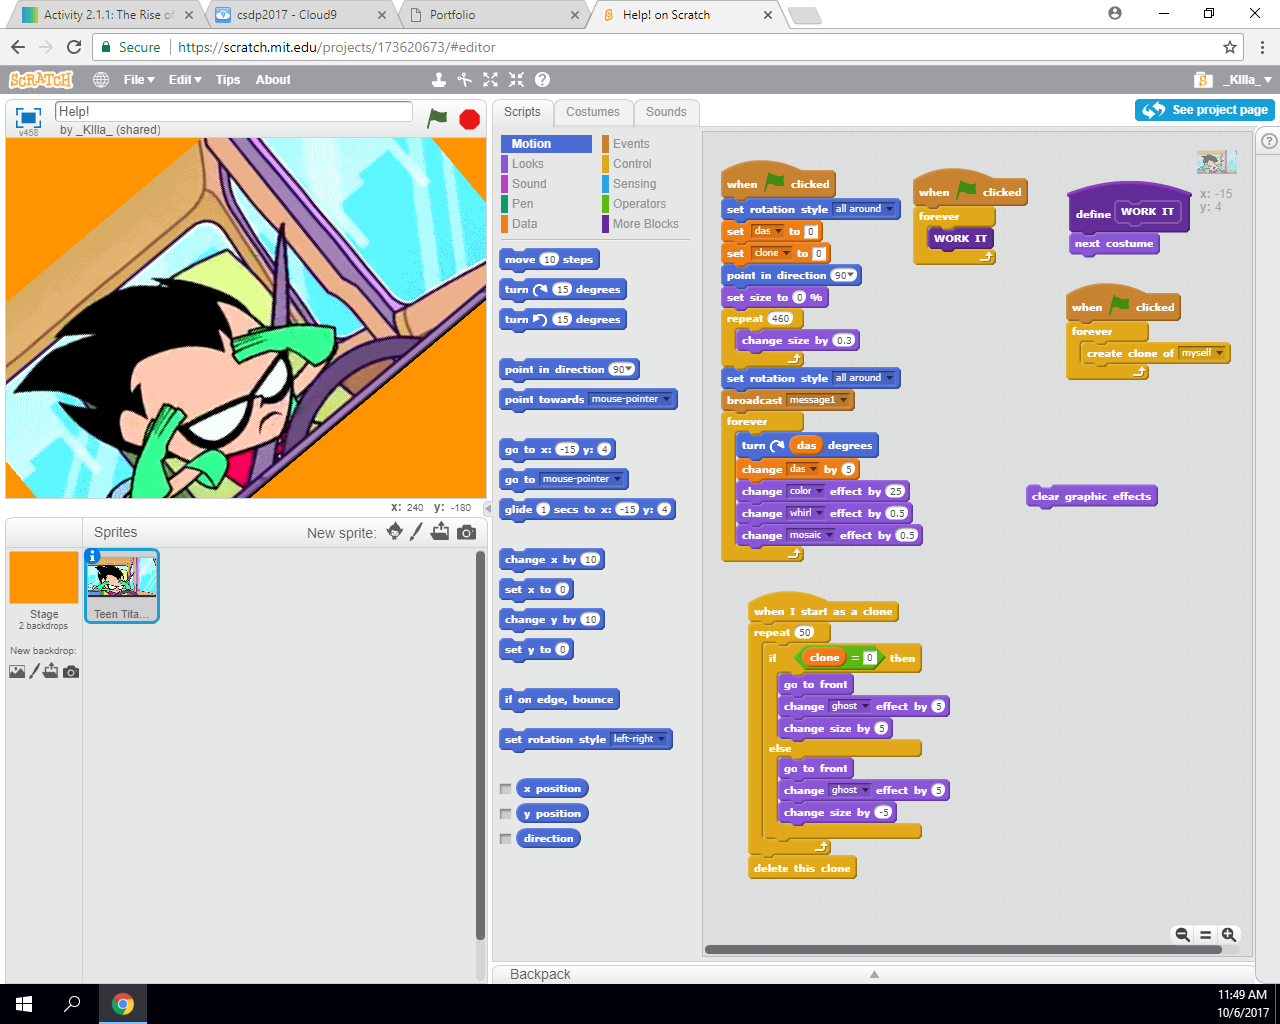 Activity 2.1.1: The Rise of
csdp2017 - Cloud9
Portfolio
Help! on Scratch
Secure
https://scratch.mit.edu/projects/173620673/#editor
SCRATCH
File
Edit
Tips
About
_KIlla_
v458
Help!
by _KIlla_ (shared)
Scripts
Costumes
Sounds
See project page
Motion
Looks
Sound
Pen
Data
Events
Control
Sensing
Operators
More Blocks
move 10 steps
turn 15 degrees
turn 15 degrees
point in direction 90
point towards mouse-pointer
go to x: -15 y: 4
go to mouse-pointer
glide 1 secs to x: -15 y: 4
change x by 10
set x to 0
change y by 10
set y to 0
if on edge, bounce
set rotation style left-right
x position
y position
direction
when clicked
set rotation style all around
set das to 0
set clone to 0
point in direction 90
set size to 0 %
repeat 460
change size by 0.3
set rotation style all around
broadcast message1
forever
turn das degrees
change das by 5
change color effect by 25
change whirl effect by 0.5
change mosaic effect by 0.5
when I start as a clone
repeat 50
if clone = 0 then
go to front
change ghost effect by 5
change size by 5
else
go to front
change ghost effect by 5
change size by -5
delete this clone
when clicked
forever
WORK IT
define WORK IT
next costume
when clicked
forever
create clone of myself
clear graphic effects
x: -15
y: 4
x: 240 y: -180
Sprites
New sprite:
Stage
2 backdrops
New backdrop:
Teen Tita...
Backpack
11:49 AM
10/6/2017